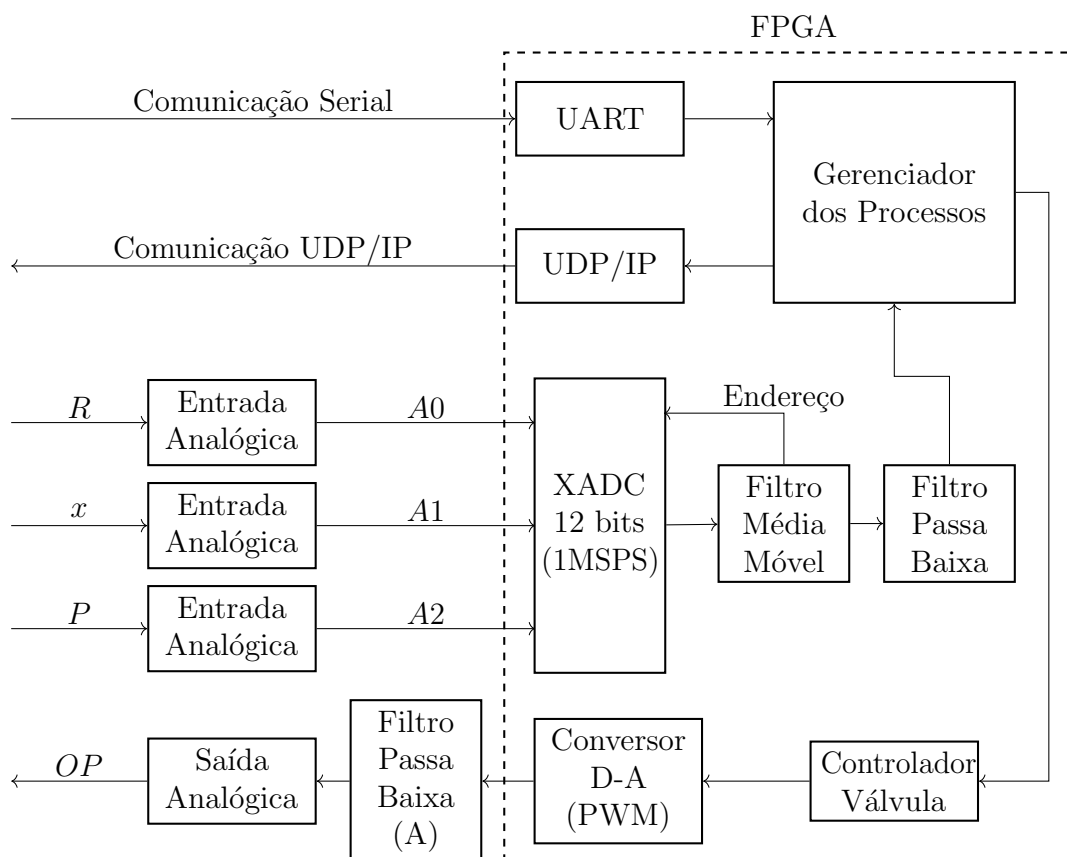 FPGA
Comunicação Serial
UART
Gerenciador
dos Processos
Comunicação UDP/IP
UDP/IP
R
Entrada
Analógica
A0
x
Entrada
Analógica
A1
P
Entrada
Analógica
A2
XADC
12 bits
(1MSPS)
Endereço
Filtro
Média
Móvel
Filtro
Passa
Baixa
OP
Saída
Analógica
Filtro
Passa
Baixa
(A)
Conversor
D-A
(PWM)
Controlador
Válvula